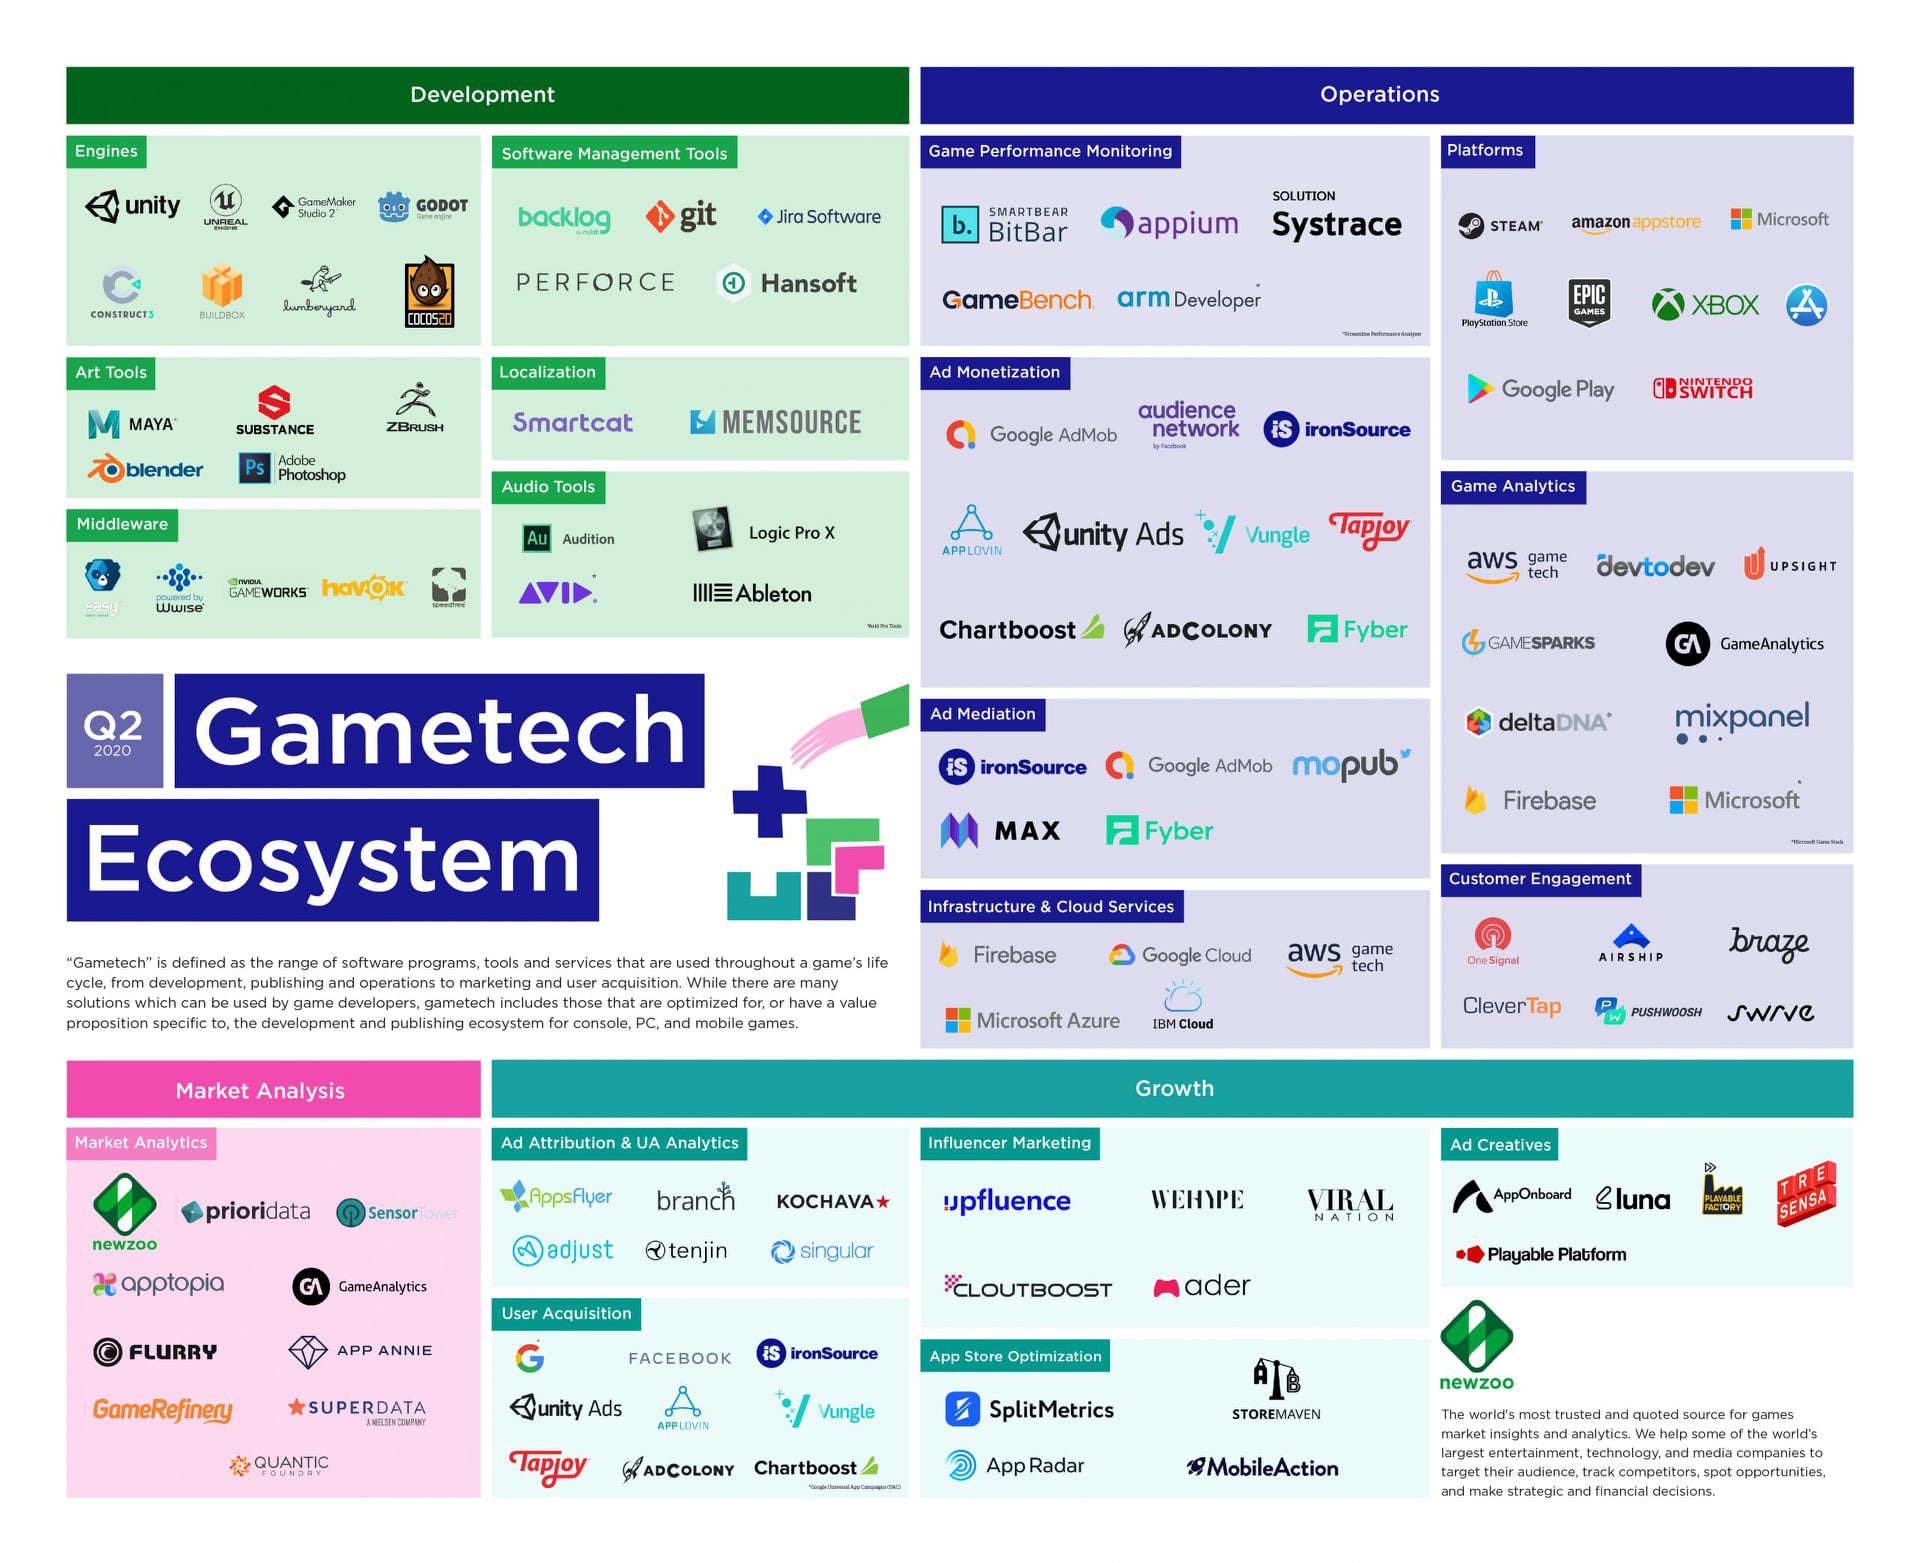 Development
Engines
unity
UNREAL
ENGINE
GameMaker
Studio 2
GODOT
Game engine
CONSTRUCT3
BUILDBOX
lumberyard
COCOS2D
Software Management Tools
backlog
by nulab
git
Jira Software
PERFORCE
Hansoft
Art Tools
MAYA
SUBSTANCE
ZBRUSH
blender
Ps
Adobe
Photoshop
Localization
Smartcat
MEMSOURCE
Middleware
easy
powered by
Wwise
NVIDIA
GAMEWORKS
havok
speedtree
Audio Tools
Au Audition
Logic Pro X
AVID *
Ableton
*Avid Pro Tools
Operations
Game Performance Monitoring
b.
SMARTBEAR
BitBar
appium
SOLUTION
Systrace
GameBench.
arm Developer*
*Streamline Performance Analyzer
Platforms
STEAM
amazon appstore
Microsoft
PlayStation Store
EPIC
GAMES
XBOX
Google Play
NINTENDO
SWITCH
Ad Monetization
Google AdMob
audience
network
by Facebook
iS ironSource
APPLOVIN
unity Ads
Vungle
Tapjoy
Chartboost
ADCOLONY
Fyber
Game Analytics
aws game
tech
devtodev
UPSIGHT
GAMESPARKS
GA GameAnalytics
deltaDNA
mixpanel
Firebase
Microsoft*
*Microsoft Game Stack
Ad Mediation
iS ironSource
Google AdMob
mopub
MAX
Fyber
Infrastructure & Cloud Services
Firebase
Google Cloud
aws game
tech
Microsoft Azure
IBM Cloud
Customer Engagement
One Signal
AIRSHIP
braze
CleverTap
PW PUSHWOOSH
swrve
Q2
2020
Gametech
Ecosystem
“Gametech” is defined as the range of software programs, tools and services that are used throughout a game’s life
cycle, from development, publishing and operations to marketing and user acquisition. While there are many
solutions which can be used by game developers, gametech includes those that are optimized for, or have a value
proposition specific to, the development and publishing ecosystem for console, PC, and mobile games.
Market Analysis
Market Analytics
newzoo
prioridata
SensorTower
apptopia
GA GameAnalytics
FLURRY
APP ANNIE
GameRefinery
SUPERDATA
A NIELSEN COMPANY
QUANTIC
FOUNDRY
Growth
Ad Attribution & UA Analytics
AppsFlyer
branch
KOCHAVA
adjust
tenjin
singular
User Acquisition
G*
FACEBOOK
iS ironSource
unity Ads
APPLOVIN
Vungle
Tapjoy
ADCOLONY
Chartboost
*Google Universal App Campaigns (UAC)
Influencer Marketing
upfluence
WEHYPE
VIRAL
NATION
CLOUTBOOST
ader
App Store Optimization
SplitMetrics
A B
STOREMAVEN
App Radar
MobileAction
Ad Creatives
AppOnboard
luna
PLAYABLE
FACTORY
TRE
SENSA
Playable Platform
newzoo
The world's most trusted and quoted source for games
market insights and analytics. We help some of the world's
largest entertainment, technology, and media companies to
target their audience, track competitors, spot opportunities,
and make strategic and financial decisions.